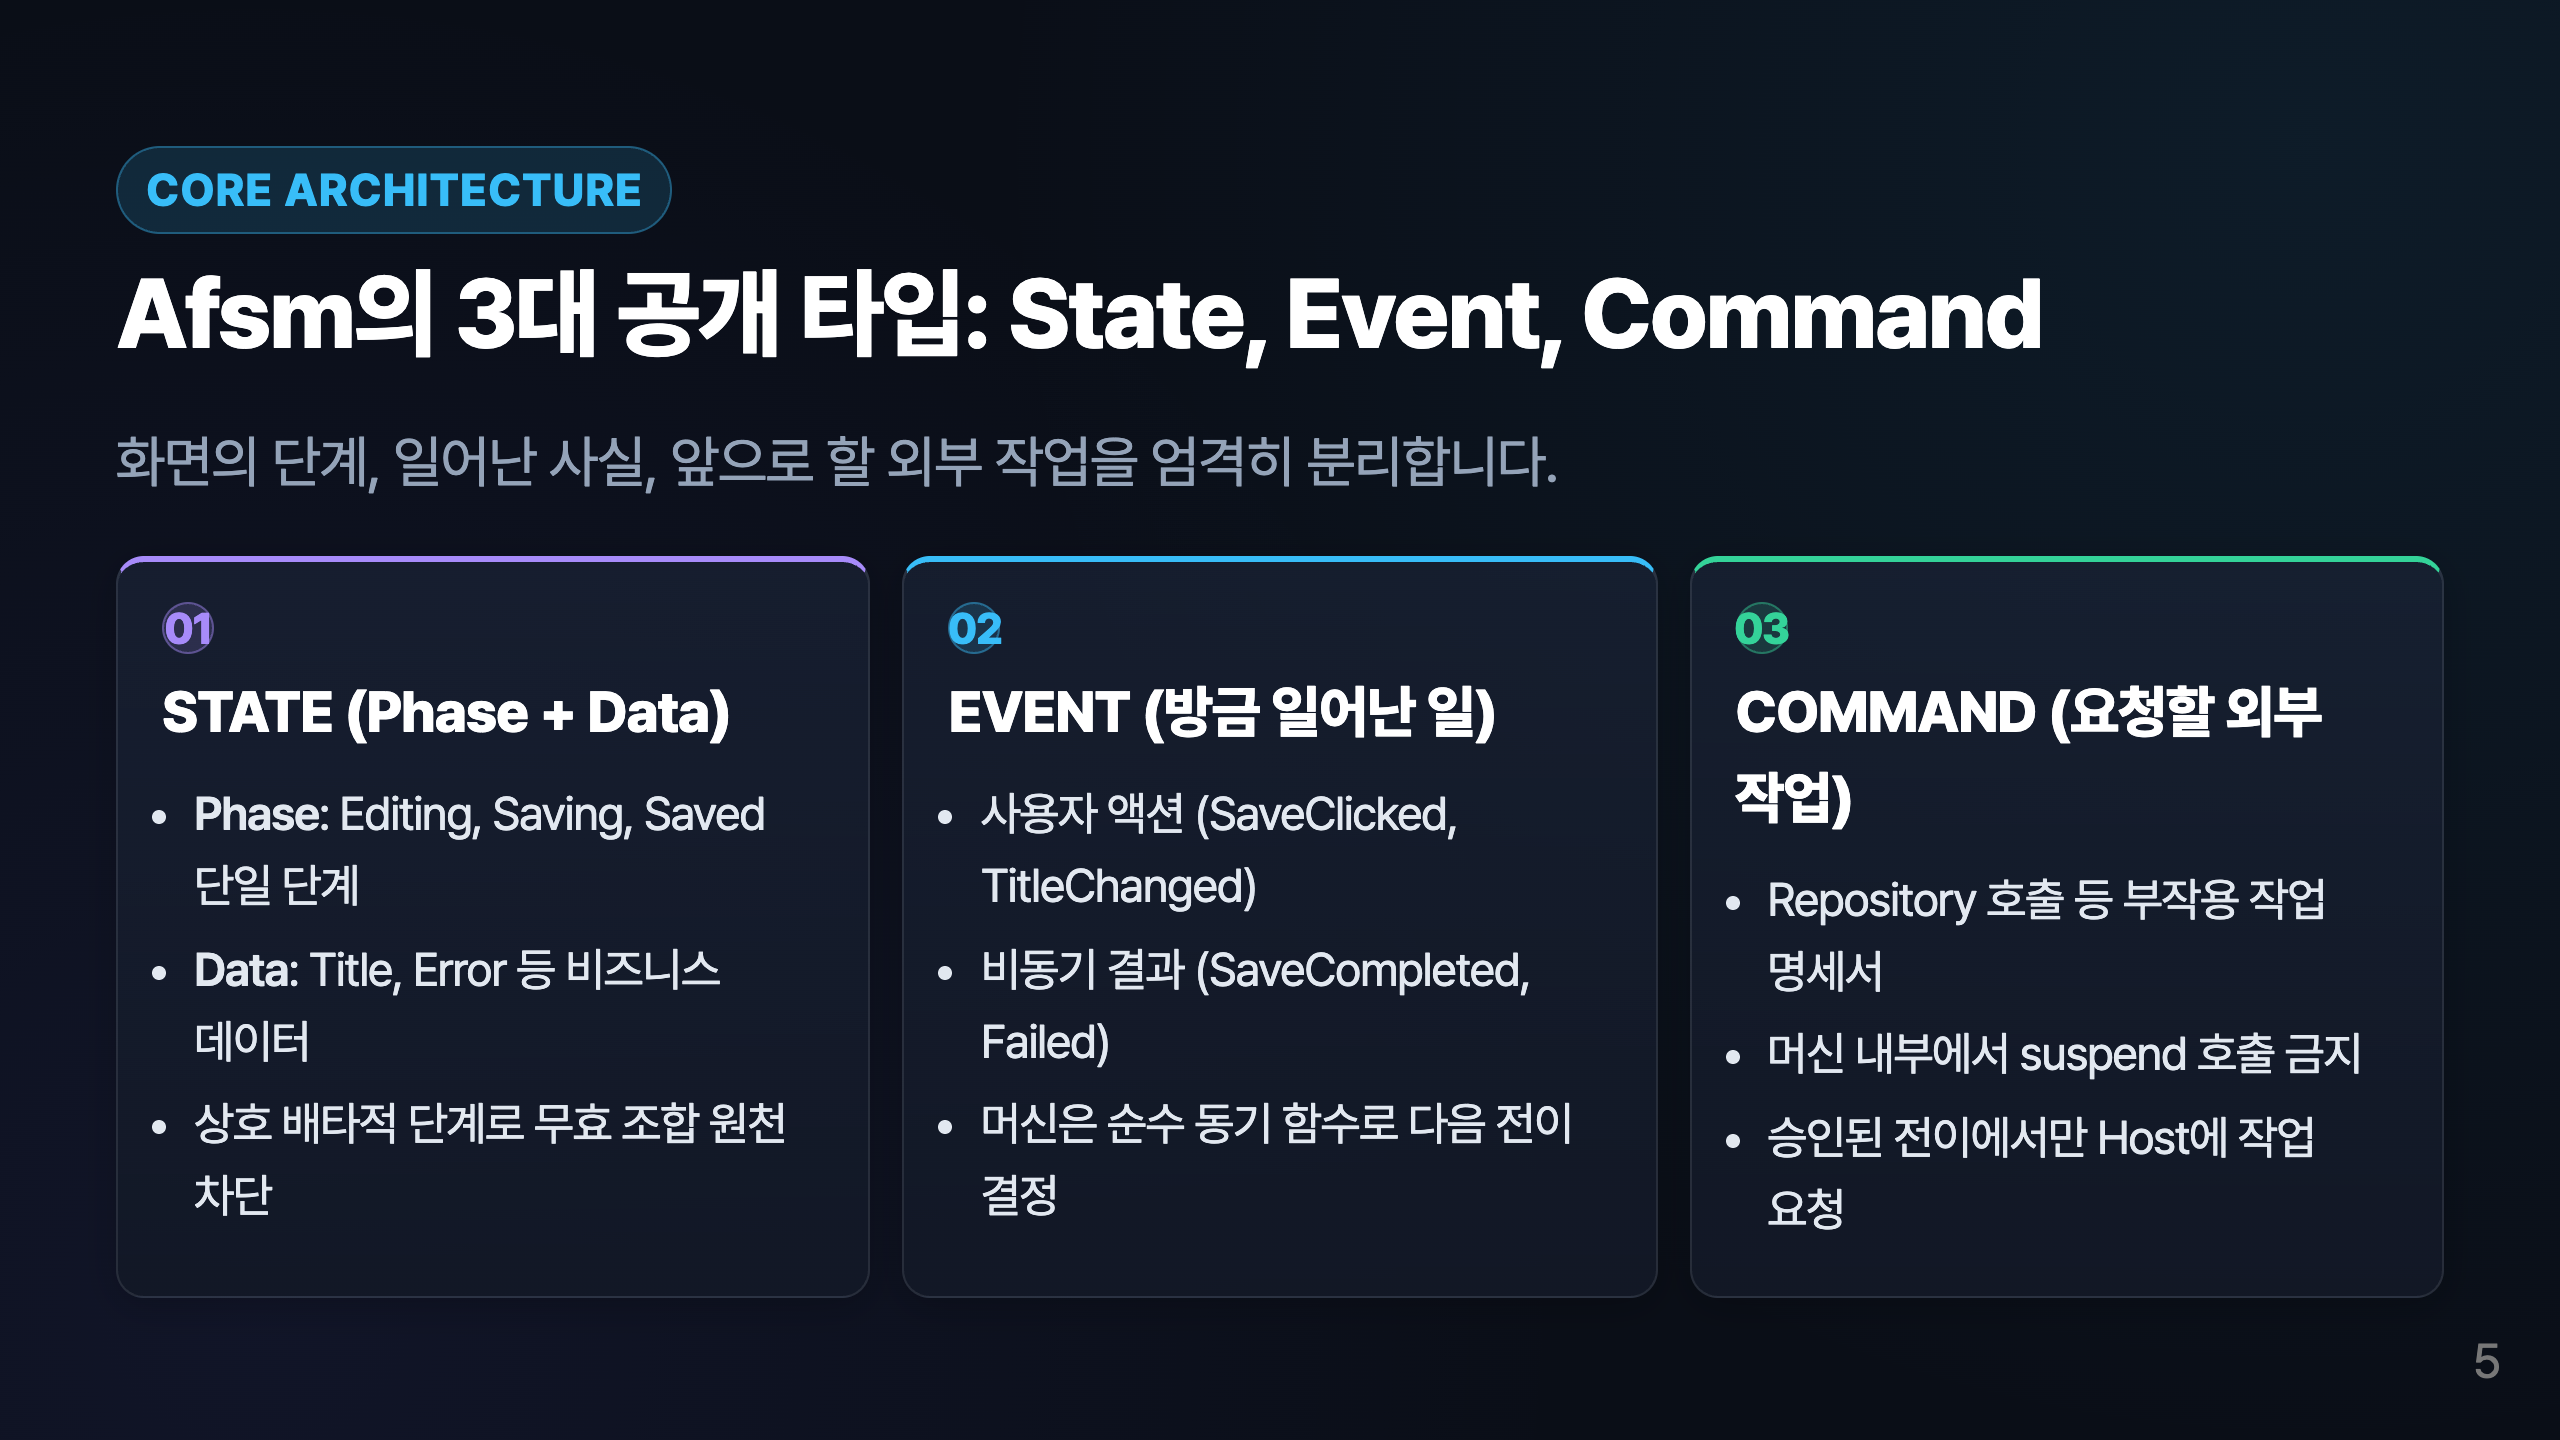 CORE ARCHITECTURE
Afsm의 3대 공개 타입: State, Event, Command
화면의 단계, 일어난 사실, 앞으로 할 외부 작업을 엄격히 분리합니다.
01
STATE (Phase + Data)
• Phase: Editing, Saving, Saved
단일 단계
• Data: Title, Error 등 비즈니스
데이터
• 상호 배타적 단계로 무효 조합 원천
차단
02
EVENT (방금 일어난 일)
• 사용자 액션 (SaveClicked,
TitleChanged)
• 비동기 결과 (SaveCompleted,
Failed)
• 머신은 순수 동기 함수로 다음 전이
결정
03
COMMAND (요청할 외부
작업)
• Repository 호출 등 부작용 작업
명세서
• 머신 내부에서 suspend 호출 금지
• 승인된 전이에서만 Host에 작업
요청
5